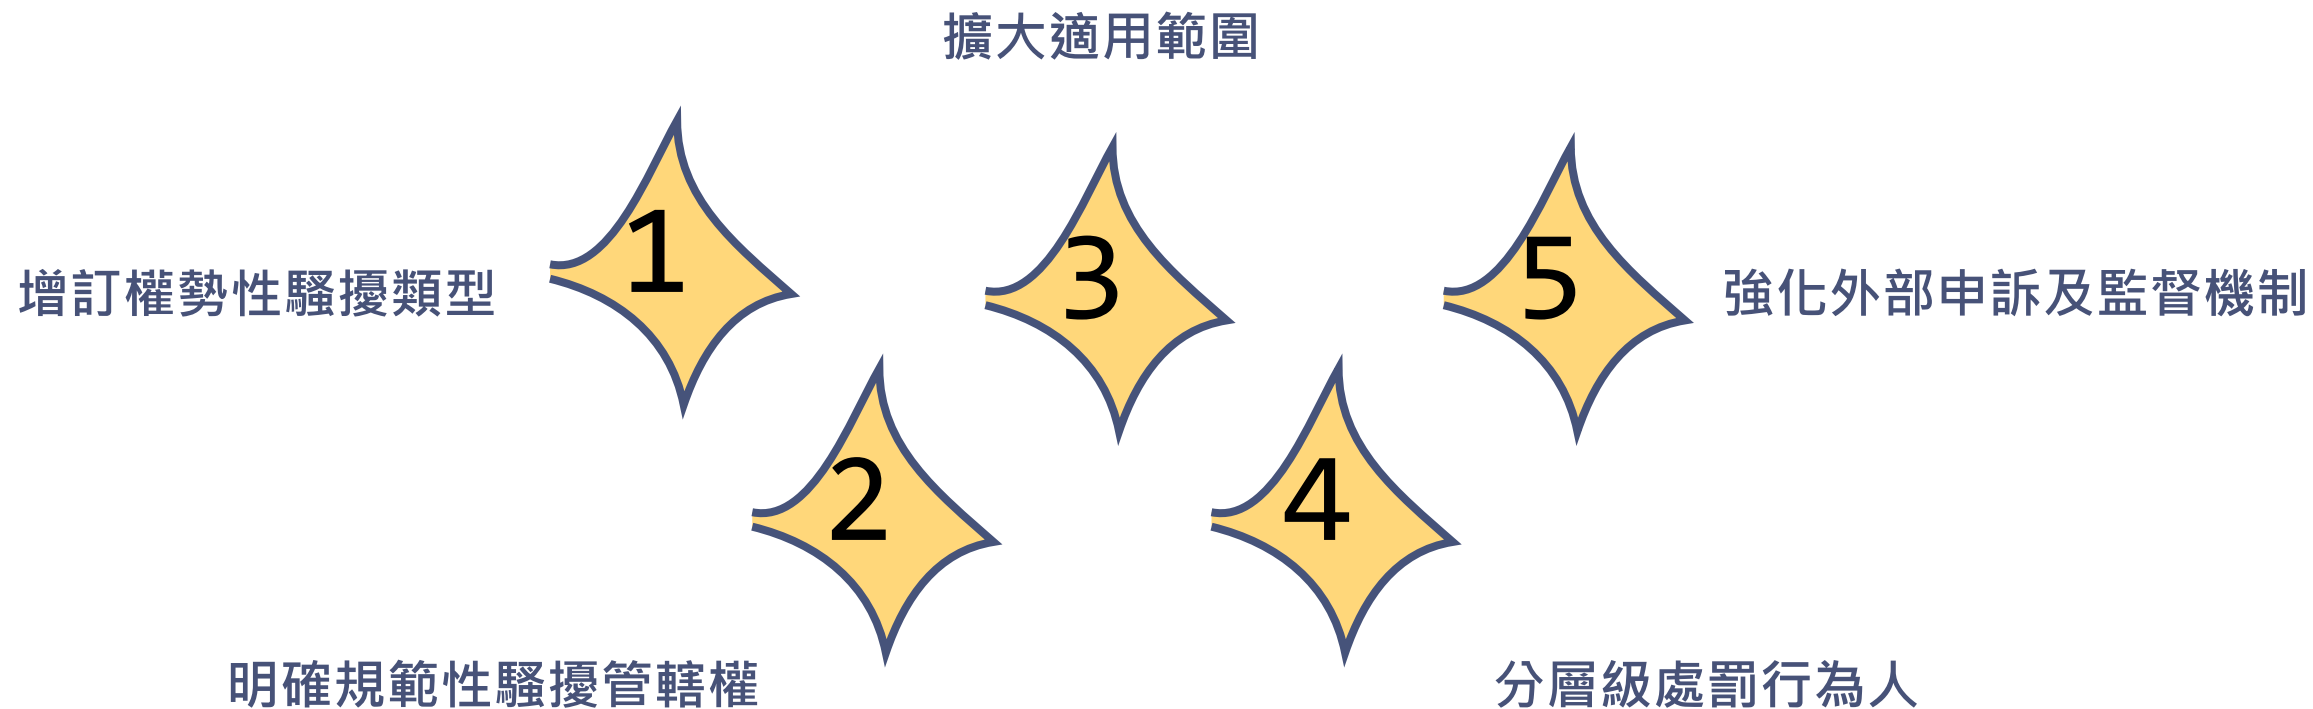 擴大適用範圍
1
3
5
增訂權勢性騷擾類型
強化外部申訴及監督機制
2
4
明確規範性騷擾管轄權
分層級處罰行為人